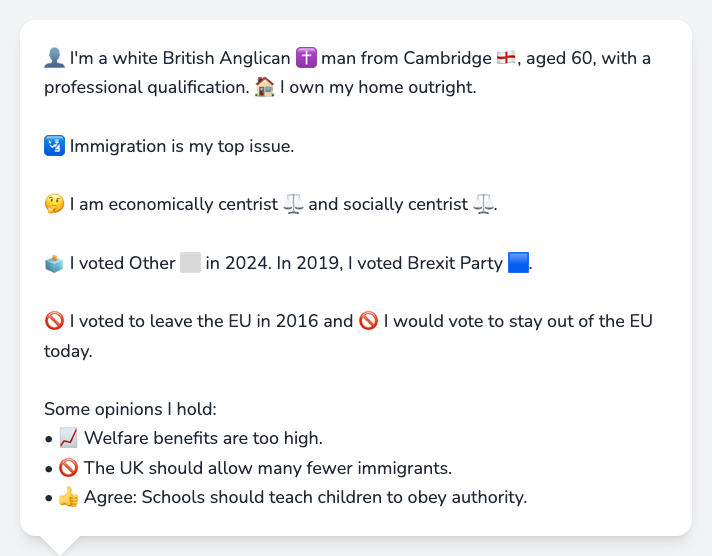 👤 I'm a white British Anglican ✝️ man from Cambridge 🏴󠁧󠁢󠁥󠁮󠁧󠁿, aged 60, with a
professional qualification. 🏠 I own my home outright.
🛂 Immigration is my top issue.
🤔 I am economically centrist ⚖️ and socially centrist ⚖️.
🗳️ I voted Other ⬜ in 2024. In 2019, I voted Brexit Party 🟦.
🚫 I voted to leave the EU in 2016 and 🚫 I would vote to stay out of the EU
today.
Some opinions I hold:
• 📈 Welfare benefits are too high.
• 🚫 The UK should allow many fewer immigrants.
• 👍 Agree: Schools should teach children to obey authority.